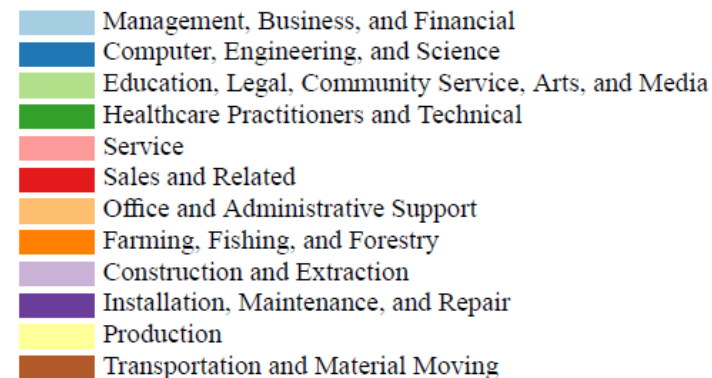 Management, Business, and Financial
Computer, Engineering, and Science
Education, Legal, Community Service, Arts, and Media
Healthcare Practitioners and Technical
Service
Sales and Related
Office and Administrative Support
Farming, Fishing, and Forestry
Construction and Extraction
Installation, Maintenance, and Repair
Production
Transportation and Material Moving